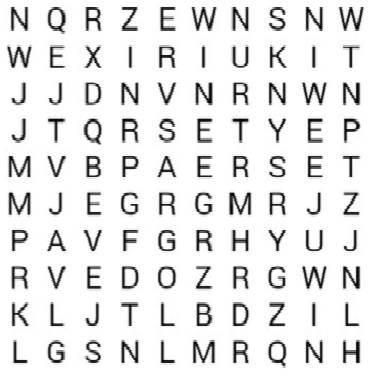 N Q R Z E W N S N W
W E X I R I U K I T
J J D N V N R N W N
J T Q R S E T Y E P
M V B P A E R S E T
M J E G R G M R J Z
P A V F G R H Y U J
R V E D O Z R G W N
K L J T L B D Z I L
L G S N L M R Q N H